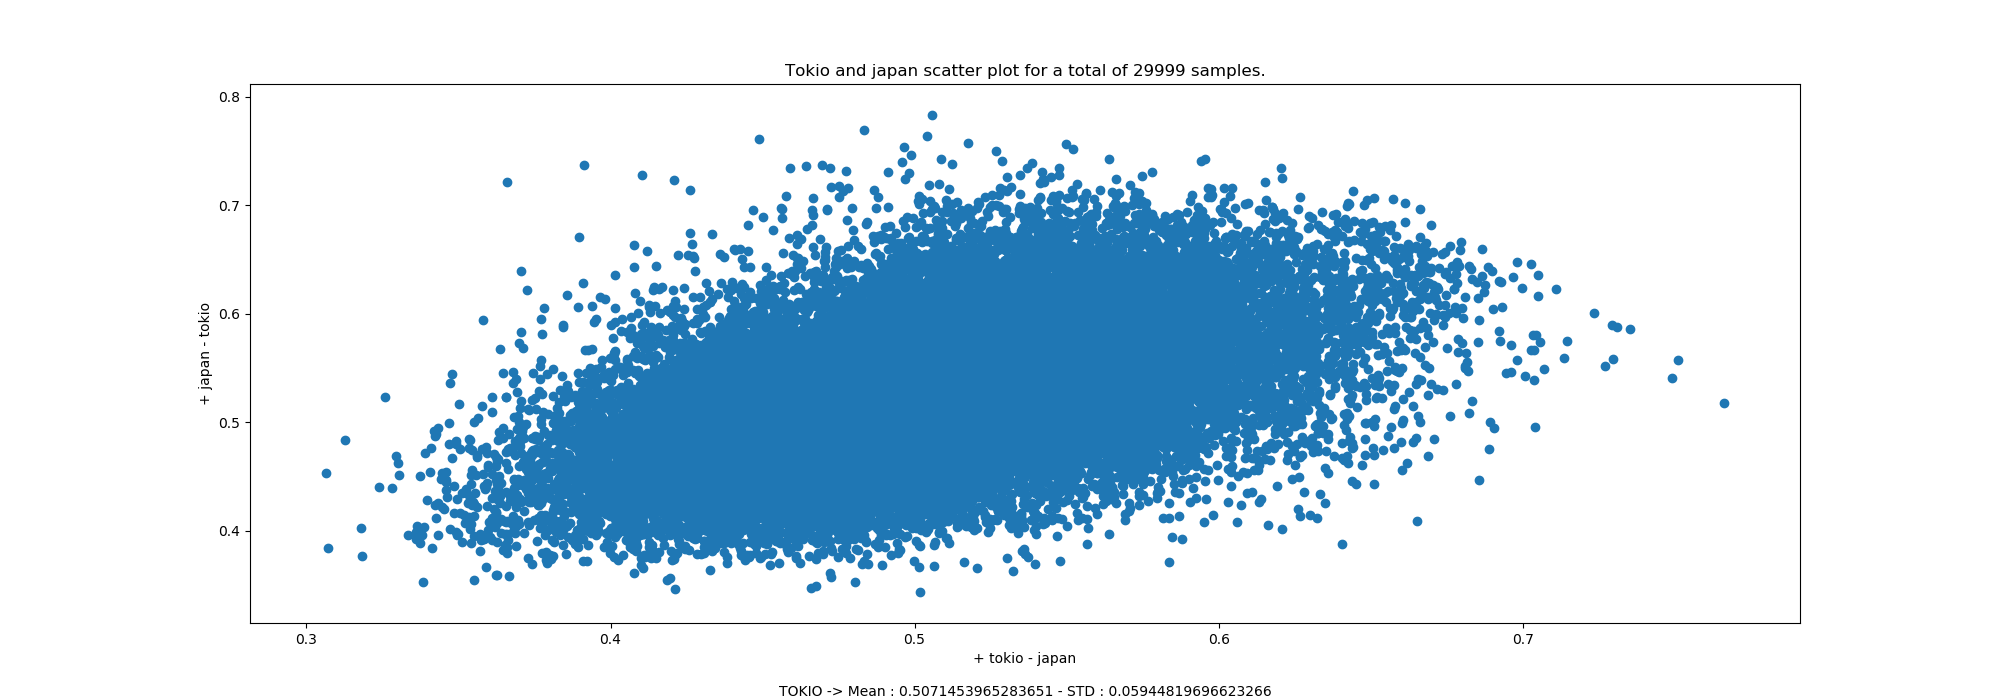 Tokio and japan scatter plot for a total of 29999 samples.
0.8
0.7
0.6
0.5
0.4
+ japan - tokio
0.3 0.4 0.5 0.6 0.7
+ tokio - japan
TOKIO -> Mean : 0.5071453965283651 - STD : 0.05944819696623266